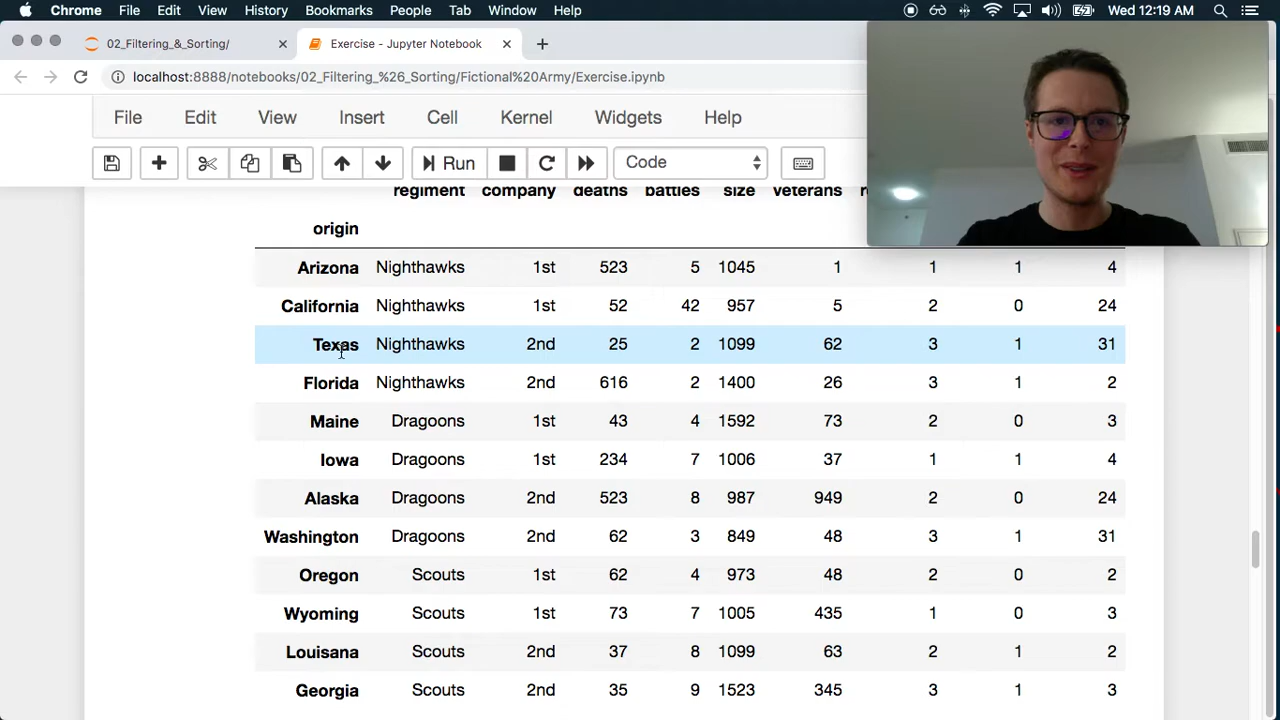 Chrome File Edit View History Bookmarks People Tab Window Help Wed 12:19 AM
02_Filtering_&_Sorting/ Exercise - Jupyter Notebook
localhost:8888/notebooks/02_Filtering_%26_Sorting/Fictional%20Army/Exercise.ipynb
File Edit View Insert Cell Kernel Widgets Help
Run Code
regiment company deaths battles size veterans
origin
Arizona Nighthawks 1st 523 5 1045 1 1 1 4
California Nighthawks 1st 52 42 957 5 2 0 24
Texas Nighthawks 2nd 25 2 1099 62 3 1 31
Florida Nighthawks 2nd 616 2 1400 26 3 1 2
Maine Dragoons 1st 43 4 1592 73 2 0 3
Iowa Dragoons 1st 234 7 1006 37 1 1 4
Alaska Dragoons 2nd 523 8 987 949 2 0 24
Washington Dragoons 2nd 62 3 849 48 3 1 31
Oregon Scouts 1st 62 4 973 48 2 0 2
Wyoming Scouts 1st 73 7 1005 435 1 0 3
Louisana Scouts 2nd 37 8 1099 63 2 1 2
Georgia Scouts 2nd 35 9 1523 345 3 1 3